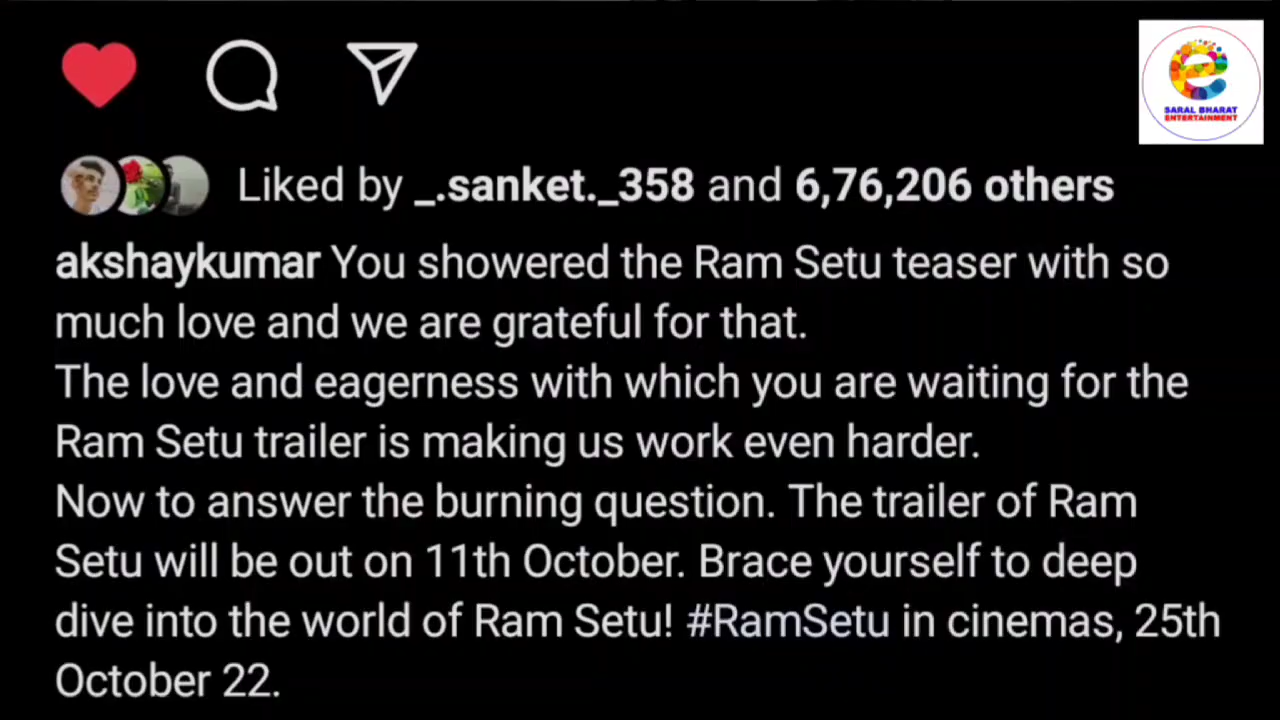 SARAL BHARAT
ENTERTAINMENT
Liked by _.sanket._358 and 6,76,206 others
akshaykumar You showered the Ram Setu teaser with so
much love and we are grateful for that.
The love and eagerness with which you are waiting for the
Ram Setu trailer is making us work even harder.
Now to answer the burning question. The trailer of Ram
Setu will be out on 11th October. Brace yourself to deep
dive into the world of Ram Setu! #RamSetu in cinemas, 25th
October 22.